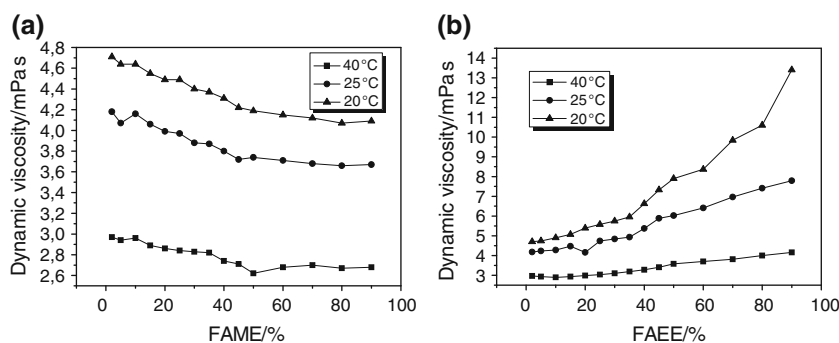 (a)
4,8
4,6
4,4
4,2
4,0
3,8
3,6
3,4
3,2
3,0
2,8
2,6
Dynamic viscosity/mPas
40°C
25°C
20°C
0 20 40 60 80 100
FAME/%
(b)
14
13
12
11
10
9
8
7
6
5
4
3
Dynamic viscosity/mPas
40°C
25°C
20°C
0 20 40 60 80 100
FAEE/%